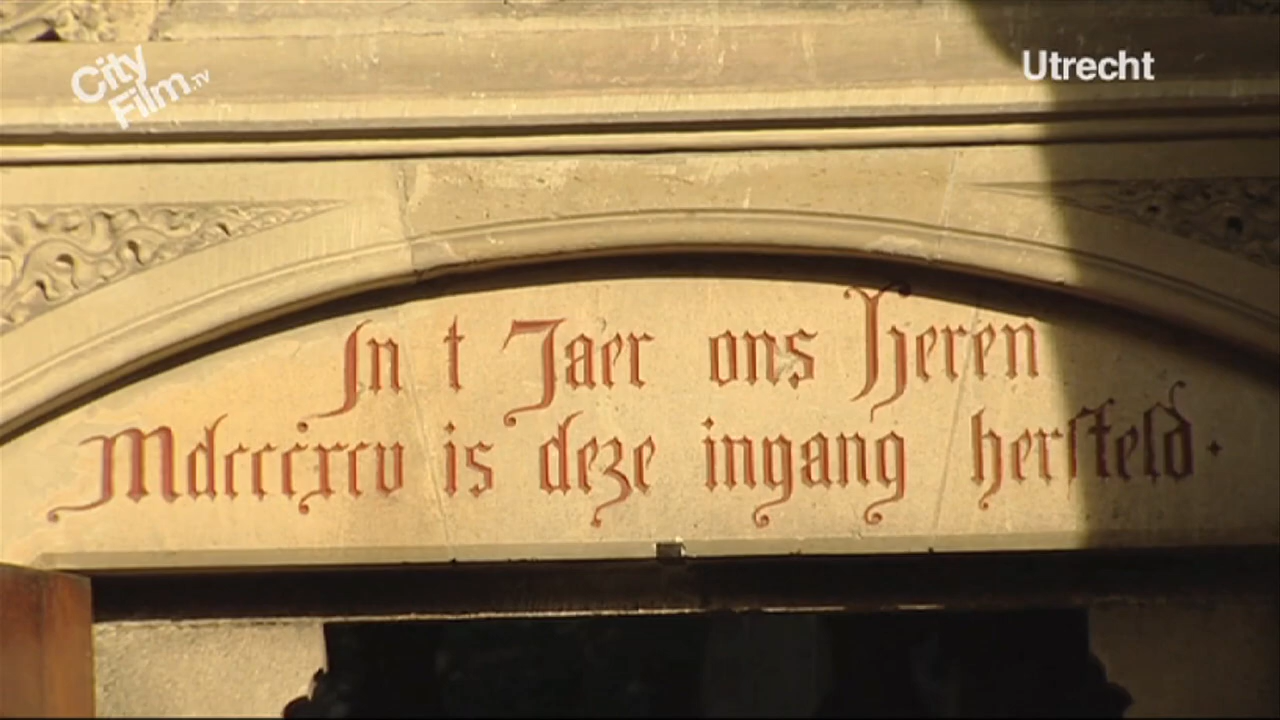 City
Film.TV
Utrecht
In t Jaer ons Heren
Mdcccxcv is deze ingang hersteld.